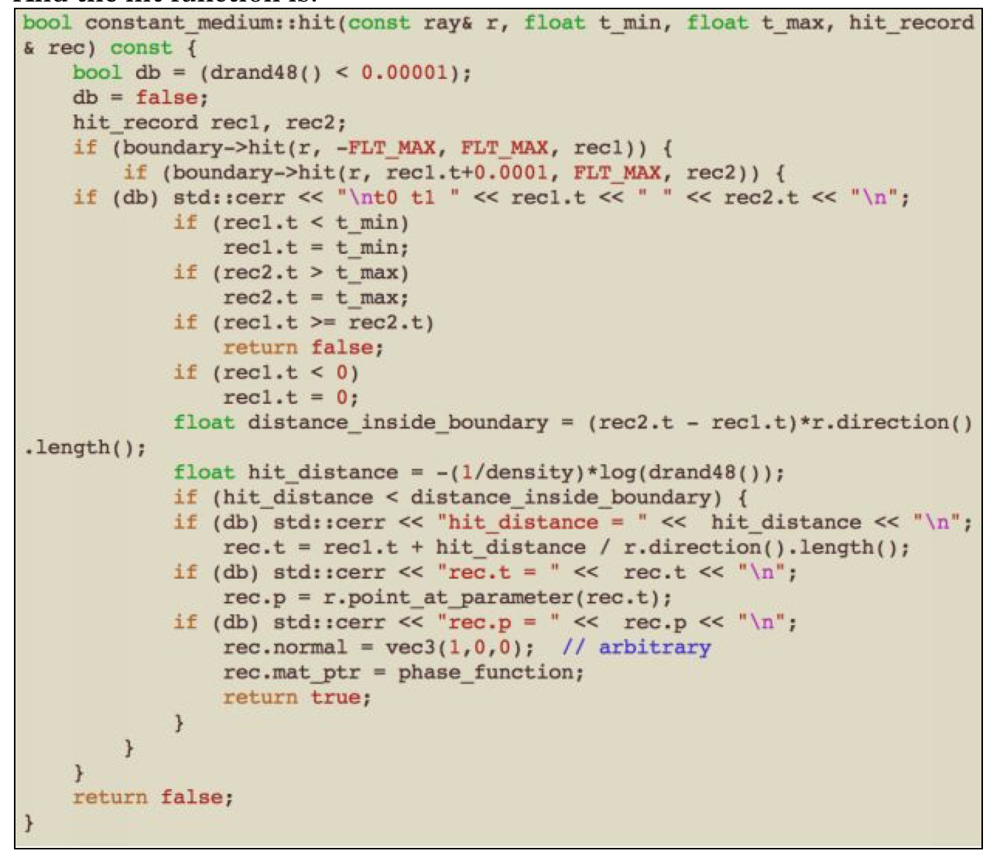 And the hit function is:
bool constant_medium::hit(const ray& r, float t_min, float t_max, hit_record
& rec) const {
    bool db = (drand48() < 0.00001);
    db = false;
    hit_record rec1, rec2;
    if (boundary->hit(r, -FLT_MAX, FLT_MAX, rec1)) {
        if (boundary->hit(r, rec1.t+0.0001, FLT_MAX, rec2)) {
    if (db) std::cerr << "\nt0 t1 " << rec1.t << " " << rec2.t << "\n";
            if (rec1.t < t_min)
                rec1.t = t_min;
            if (rec2.t > t_max)
                rec2.t = t_max;
            if (rec1.t >= rec2.t)
                return false;
            if (rec1.t < 0)
                rec1.t = 0;
            float distance_inside_boundary = (rec2.t - rec1.t)*r.direction()
.length();
            float hit_distance = -(1/density)*log(drand48());
            if (hit_distance < distance_inside_boundary) {
            if (db) std::cerr << "hit_distance = " <<  hit_distance << "\n";
                rec.t = rec1.t + hit_distance / r.direction().length();
            if (db) std::cerr << "rec.t = " <<  rec.t << "\n";
                rec.p = r.point_at_parameter(rec.t);
            if (db) std::cerr << "rec.p = " <<  rec.p << "\n";
                rec.normal = vec3(1,0,0);  // arbitrary
                rec.mat_ptr = phase_function;
                return true;
            }
        }
    }
    return false;
}